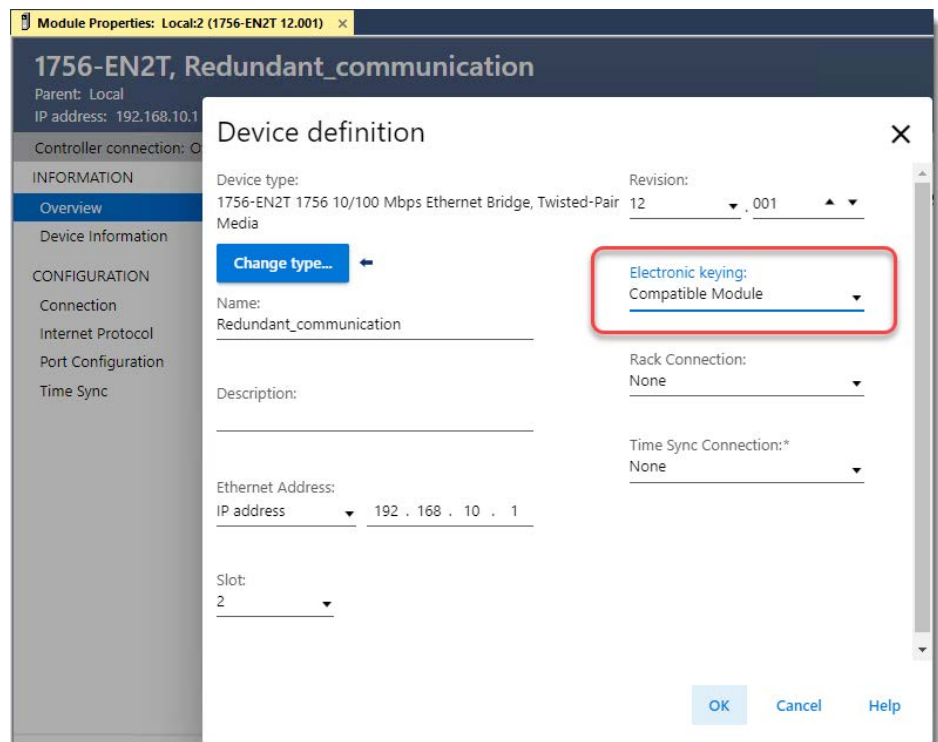 Module Properties: Local:2 (1756-EN2T 12.001) ×
1756-EN2T, Redundant_communication
Parent: Local
IP address: 192.168.10.1
Controller connection:
INFORMATION
Overview
Device Information
CONFIGURATION
Connection
Internet Protocol
Port Configuration
Time Sync
Device definition
Device type:
1756-EN2T 1756 10/100 Mbps Ethernet Bridge, Twisted-Pair
Media
Change type...
Name:
Redundant_communication
Description:
Ethernet Address:
IP address 192 . 168 . 10 . 1
Slot:
2
Revision:
12 . 001
Electronic keying:
Compatible Module
Rack Connection:
None
Time Sync Connection:*
None
OK Cancel Help